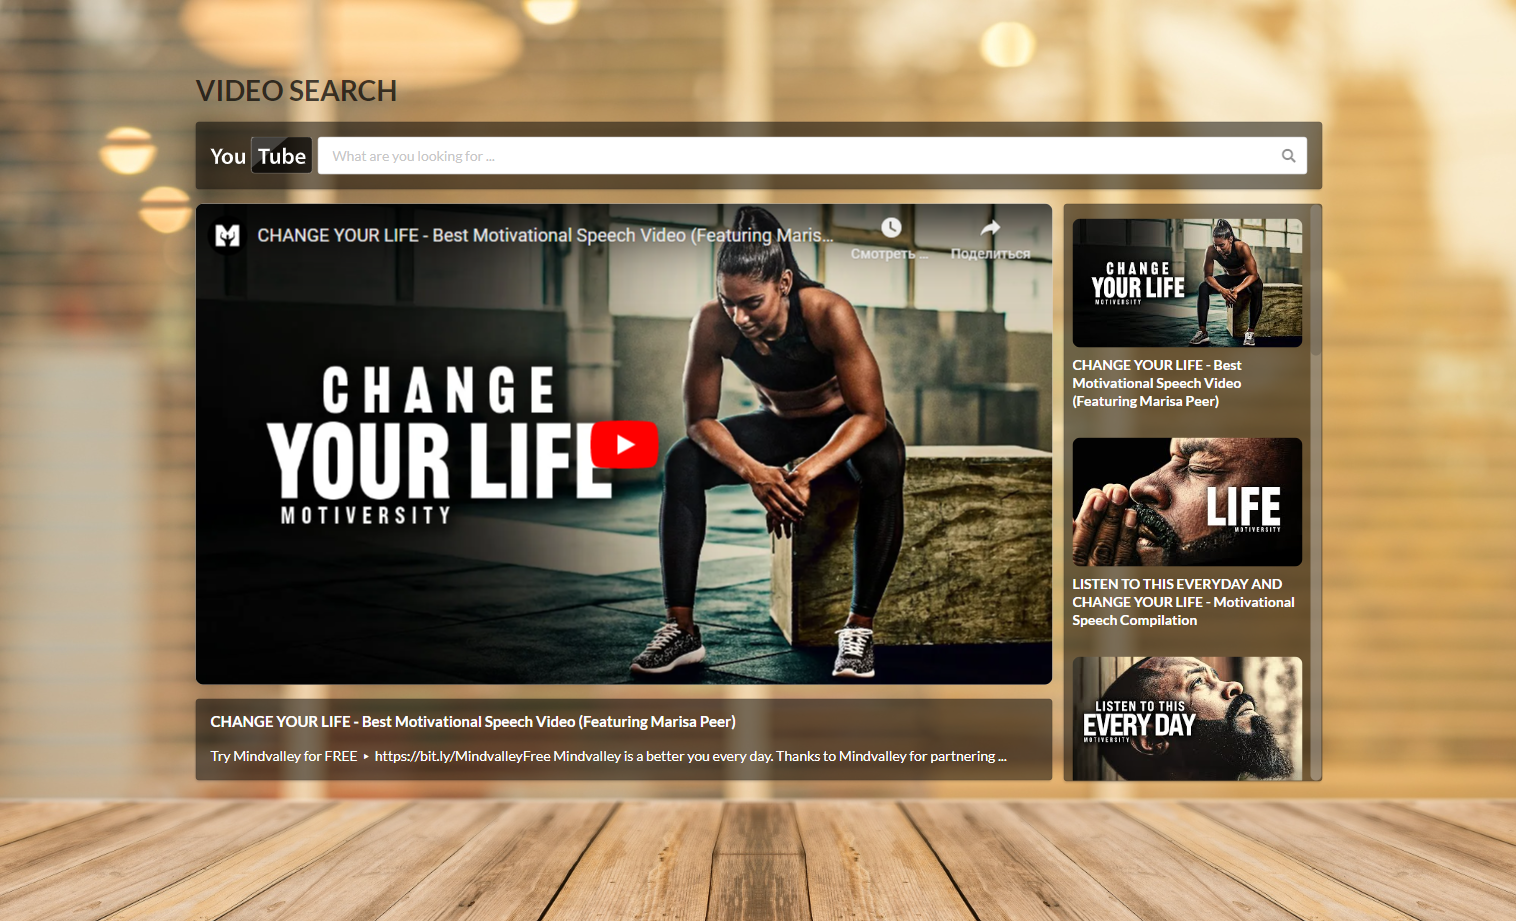 VIDEO SEARCH
You Tube
What are you looking for ...
CHANGE YOUR LIFE - Best Motivational Speech Video (Featuring Maris...
Смотреть ...
Поделиться
CHANGE
YOUR LIFE
MOTIVERSITY
CHANGE YOUR LIFE - Best Motivational Speech Video (Featuring Marisa Peer)
Try Mindvalley for FREE ‣ https://bit.ly/MindvalleyFree Mindvalley is a better you every day. Thanks to Mindvalley for partnering ...
CHANGE
YOUR LIFE
MOTIVERSITY
CHANGE YOUR LIFE - Best
Motivational Speech Video
(Featuring Marisa Peer)
LIFE
MOTIVERSITY
LISTEN TO THIS EVERYDAY AND
CHANGE YOUR LIFE - Motivational
Speech Compilation
LISTEN TO THIS
EVERY DAY
MOTIVERSITY